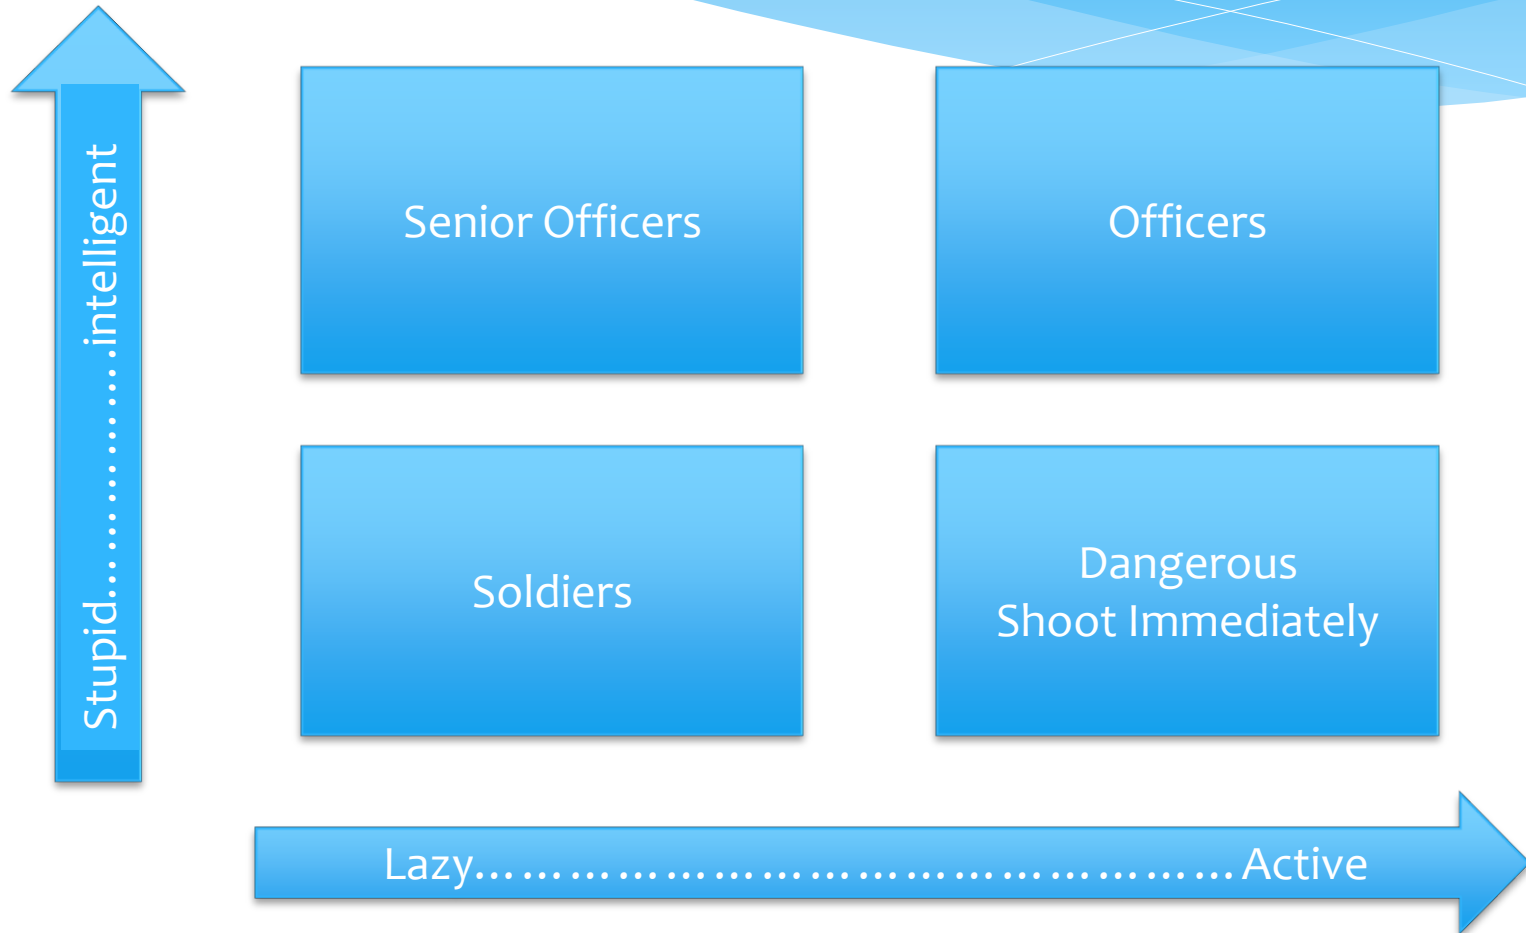 Stupid……………….intelligent
Senior Officers
Officers
Soldiers
Dangerous
Shoot Immediately
Lazy……………………………………………Active